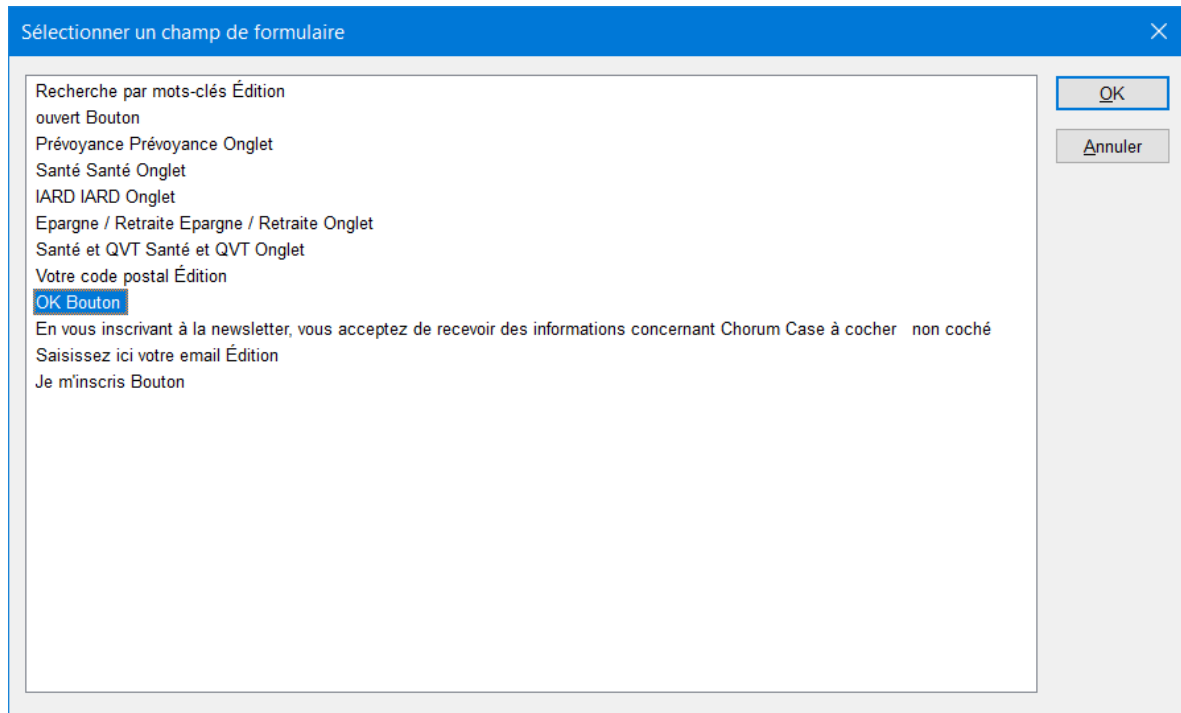 Sélectionner un champ de formulaire
Recherche par mots-clés Édition
ouvert Bouton
Prévoyance Prévoyance Onglet
Santé Santé Onglet
IARD IARD Onglet
Epargne / Retraite Epargne / Retraite Onglet
Santé et QVT Santé et QVT Onglet
Votre code postal Édition
OK Bouton
En vous inscrivant à la newsletter, vous acceptez de recevoir des informations concernant Chorum Case à cocher   non coché
Saisissez ici votre email Édition
Je m'inscris Bouton
OK
Annuler